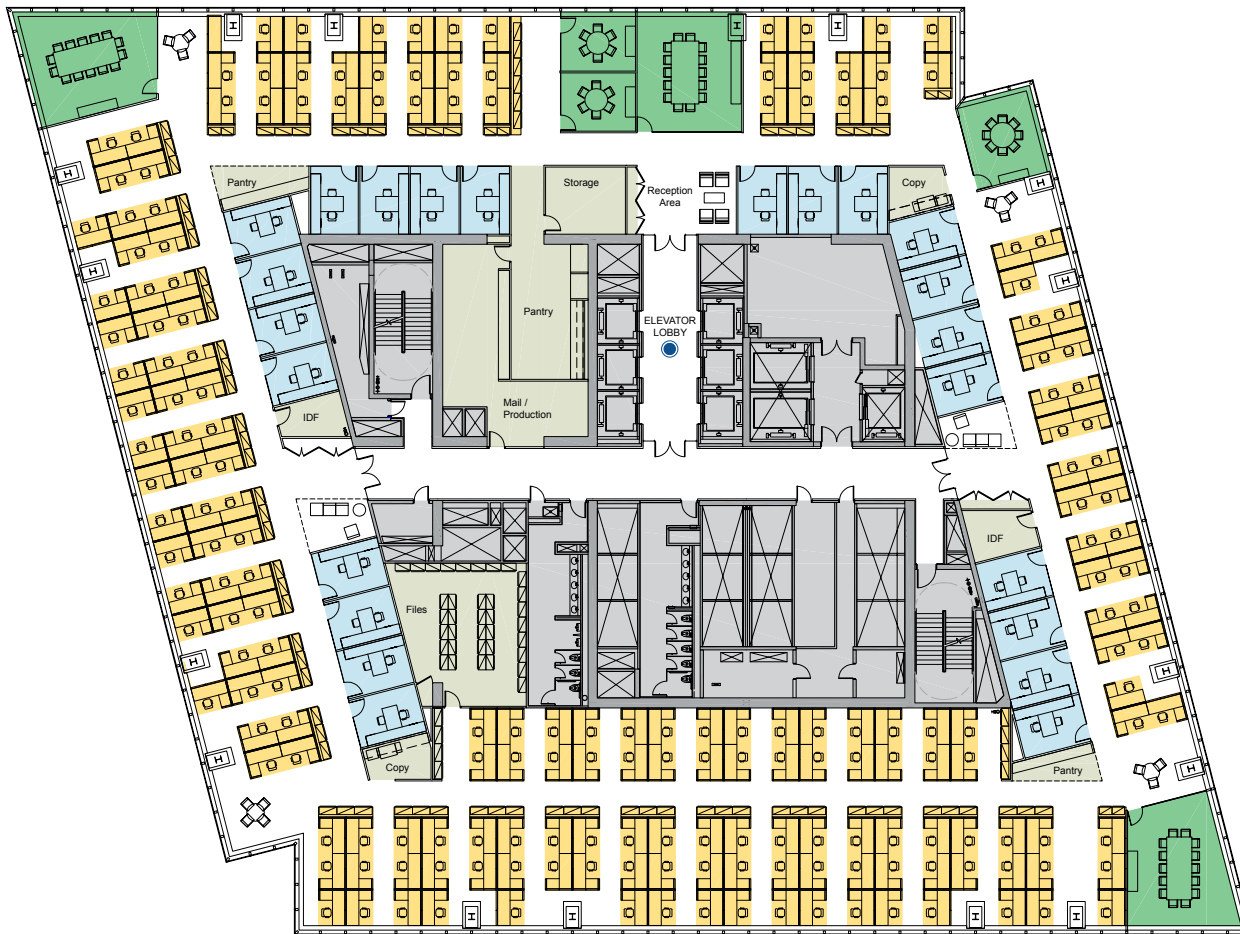 H
H
H
H
Pantry
Storage
Reception
Area
Copy
H
H
H
H
Pantry
ELEVATOR
LOBBY
Mail /
Production
IDF
IDF
Files
H
H
H
Copy
Pantry
H
H
H
H
H
H